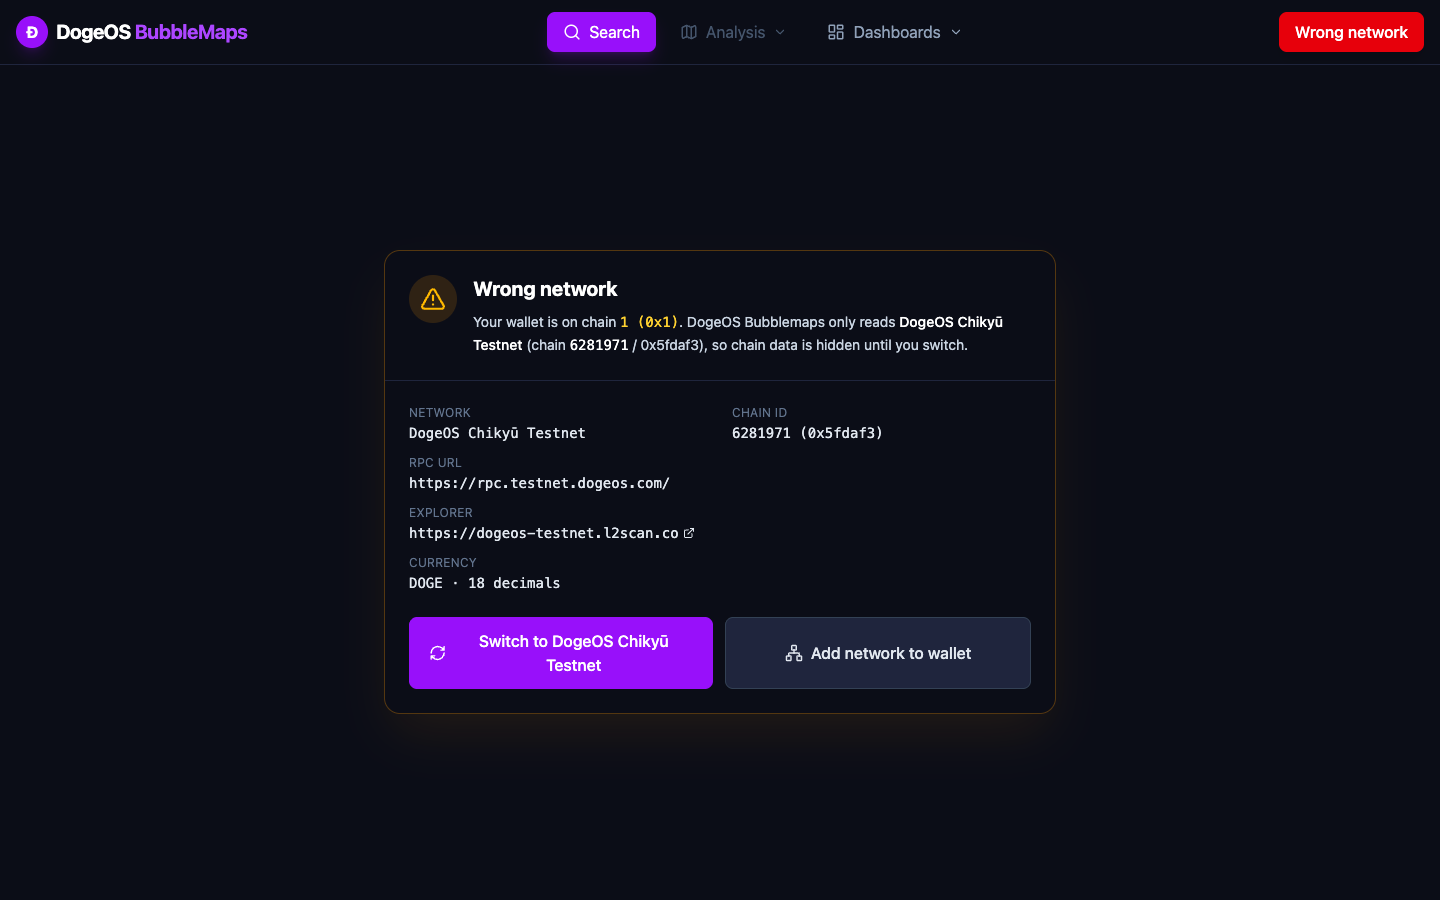 Ð DogeOS BubbleMaps
Search
Analysis
Dashboards
Wrong network
Wrong network
Your wallet is on chain 1 (0x1). DogeOS Bubblemaps only reads DogeOS Chikyū
Testnet (chain 6281971 / 0x5fdaf3), so chain data is hidden until you switch.
NETWORK
DogeOS Chikyū Testnet
CHAIN ID
6281971 (0x5fdaf3)
RPC URL
https://rpc.testnet.dogeos.com/
EXPLORER
https://dogeos-testnet.l2scan.co
CURRENCY
DOGE · 18 decimals
Switch to DogeOS Chikyū
Testnet
Add network to wallet